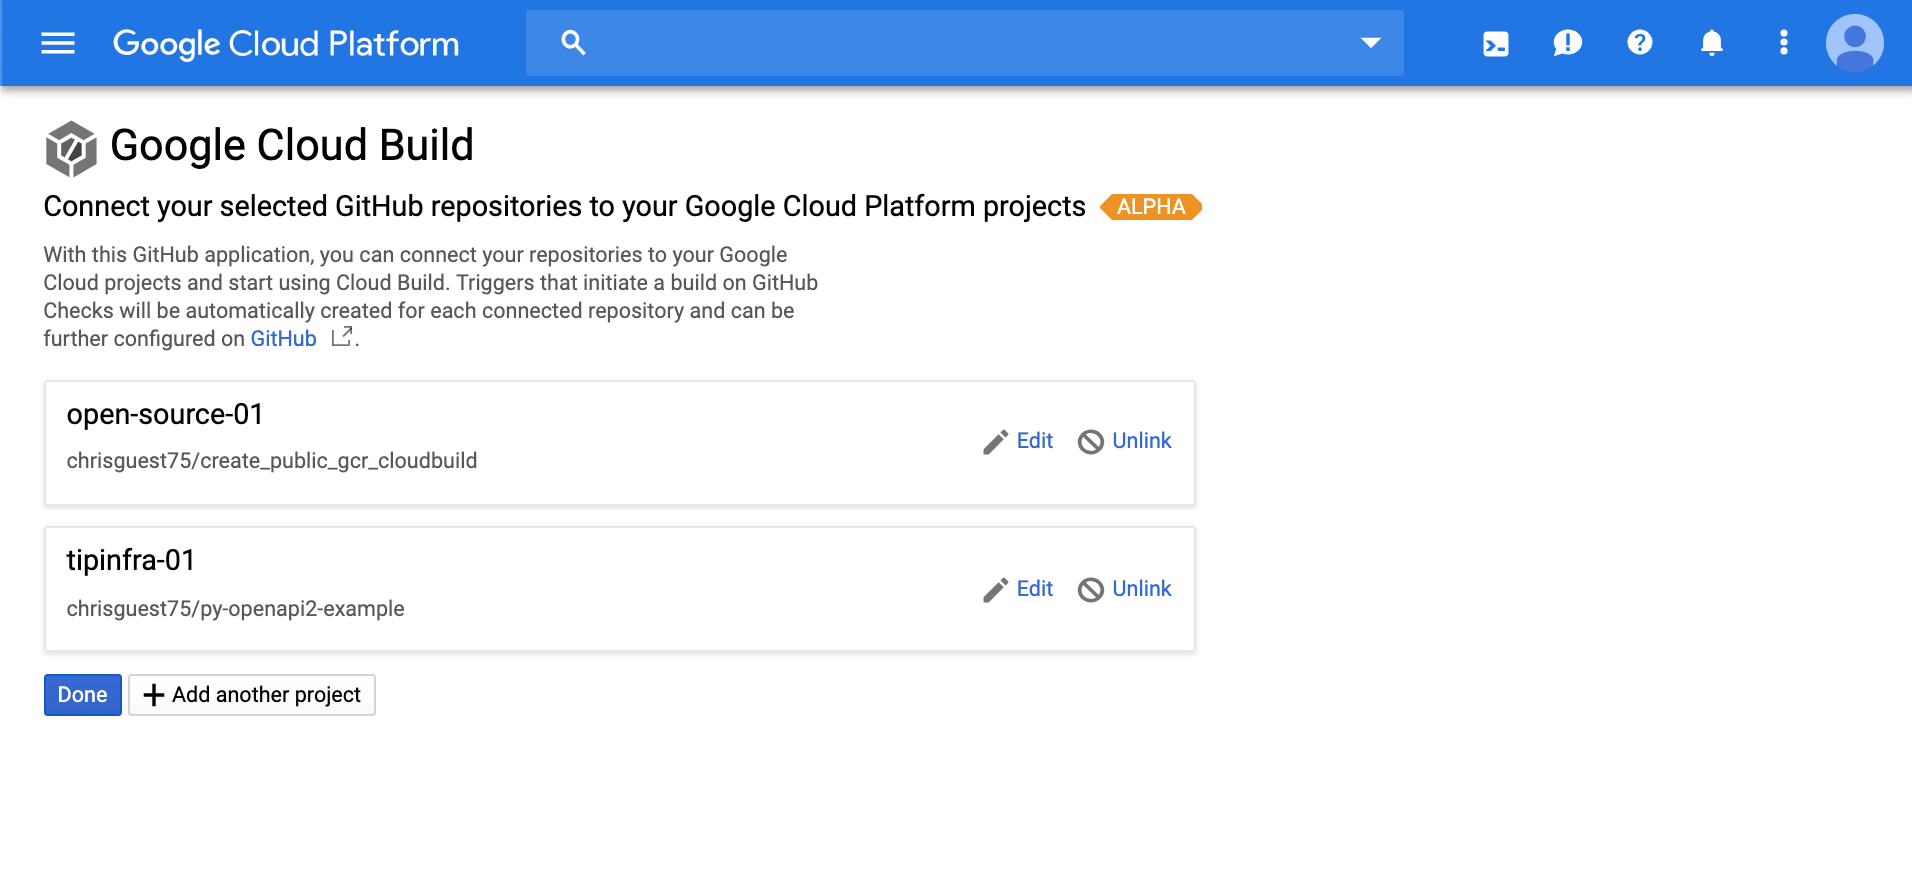 Google Cloud Platform
Google Cloud Build
Connect your selected GitHub repositories to your Google Cloud Platform projects ALPHA
With this GitHub application, you can connect your repositories to your Google
Cloud projects and start using Cloud Build. Triggers that initiate a build on GitHub
Checks will be automatically created for each connected repository and can be
further configured on GitHub .
open-source-01
Edit Unlink
chrisguest75/create_public_gcr_cloudbuild
tipinfra-01
Edit Unlink
chrisguest75/py-openapi2-example
Done Add another project